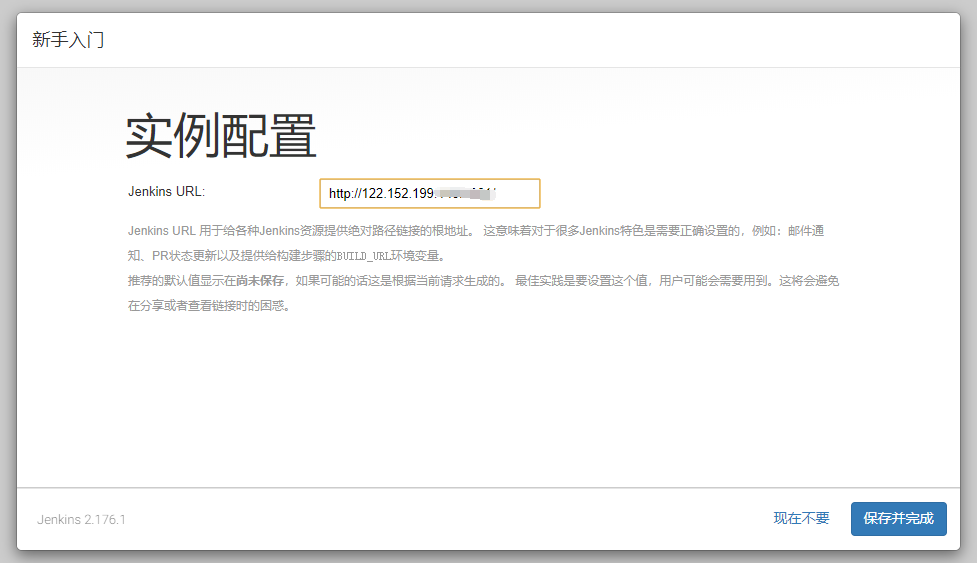 新手入门
实例配置
Jenkins URL:
http://122.152.199.
Jenkins URL 用于给各种Jenkins资源提供绝对路径链接的根地址。 这意味着对于很多Jenkins特色是需要正确设置的，例如：邮件通
知、PR状态更新以及提供给构建步骤的BUILD_URL环境变量。
推荐的默认值显示在尚未保存，如果可能的话这是根据当前请求生成的。 最佳实践是要设置这个值，用户可能会需要用到。这将会避免
在分享或者查看链接时的困惑。
Jenkins 2.176.1
现在不要
保存并完成